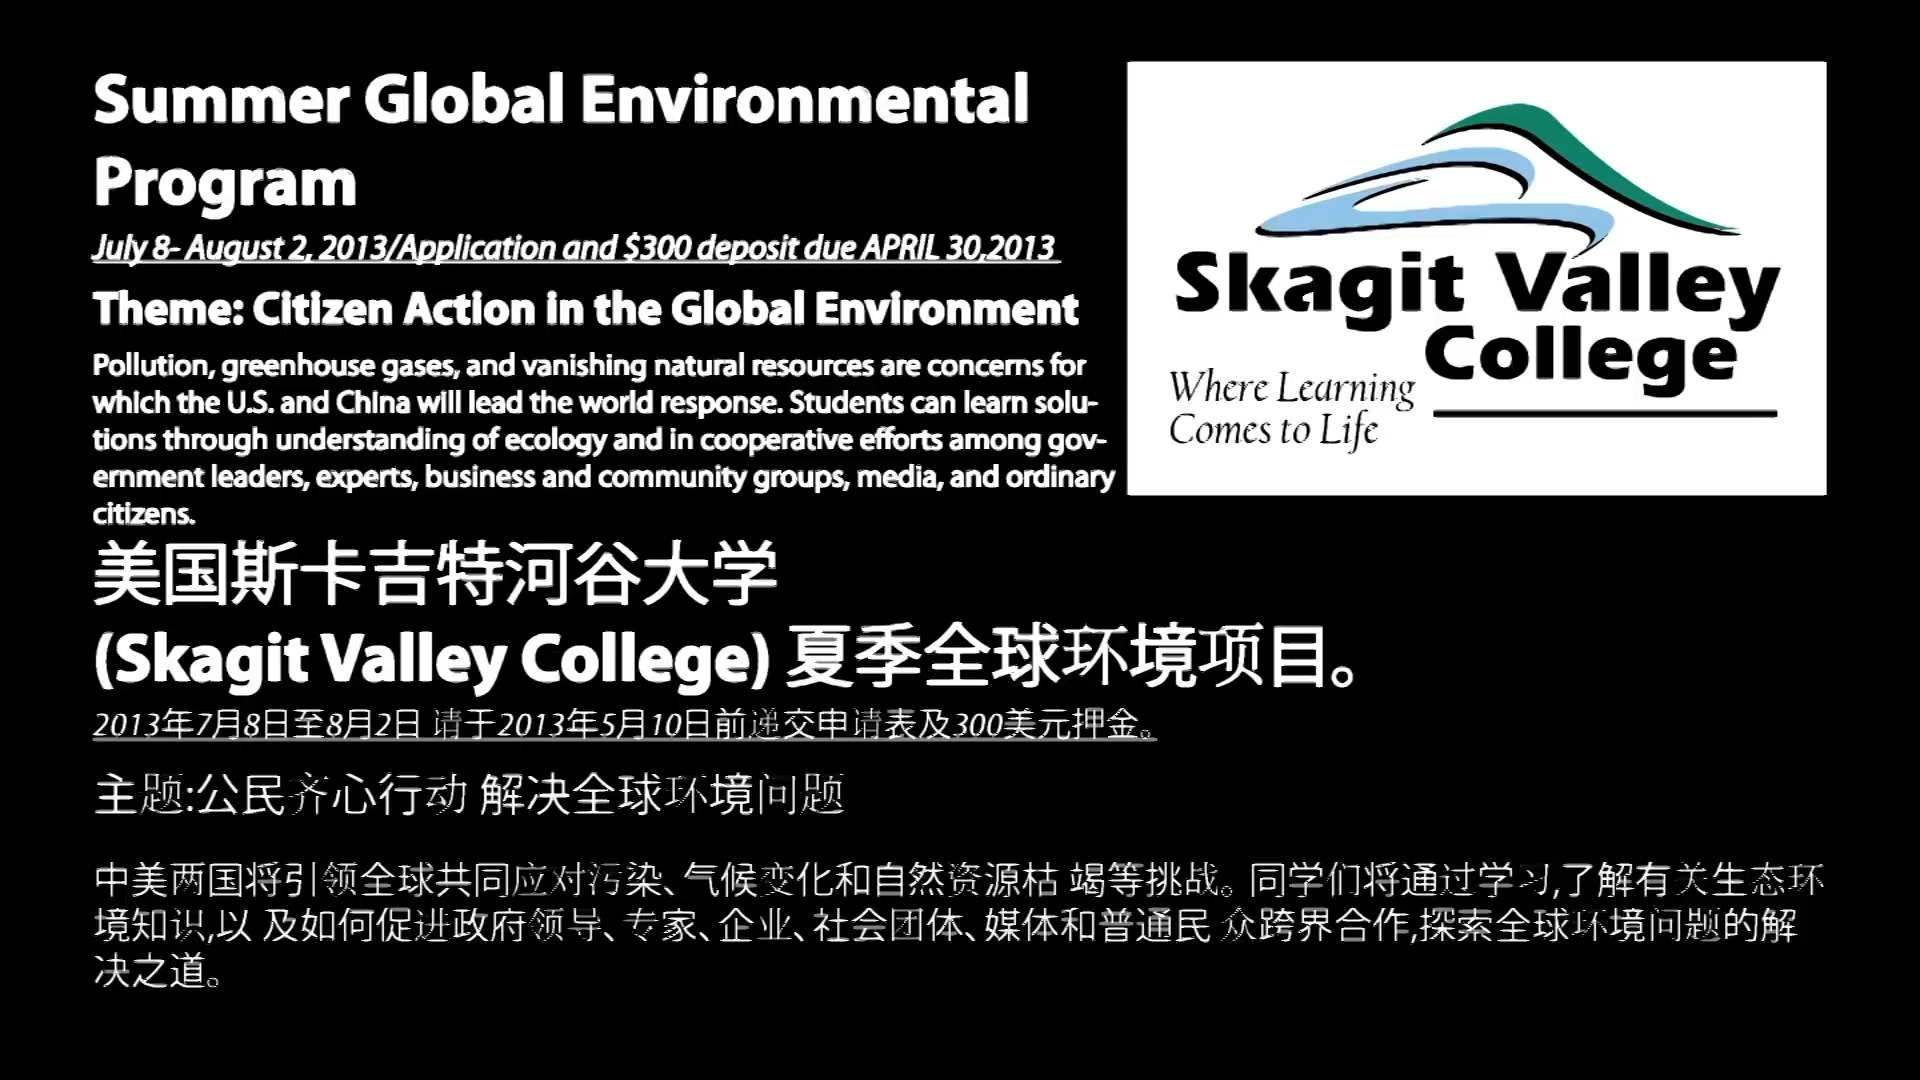 Summer Global Environmental
Program
July 8- August 2, 2013/Application and $300 deposit due APRIL 30,2013
Theme: Citizen Action in the Global Environment
Pollution, greenhouse gases, and vanishing natural resources are concerns for
which the U.S. and China will lead the world response. Students can learn solu-
tions through understanding of ecology and in cooperative efforts among gov-
ernment leaders, experts, business and community groups, media, and ordinary
citizens.
Skagit Valley
College
Where Learning
Comes to Life
美国斯卡吉特河谷大学
(Skagit Valley College) 夏季全球环境项目。
2013年7月8日至8月2日 请于2013年5月10日前递交申请表及300美元押金。
主题:公民齐心行动 解决全球环境问题
中美两国将引领全球共同应对污染、气候变化和自然资源枯 竭等挑战。同学们将通过学习,了解有关生态环
境知识,以 及如何促进政府领导、专家、企业、社会团体、媒体和普通民 众跨界合作,探索全球环境问题的解
决之道。